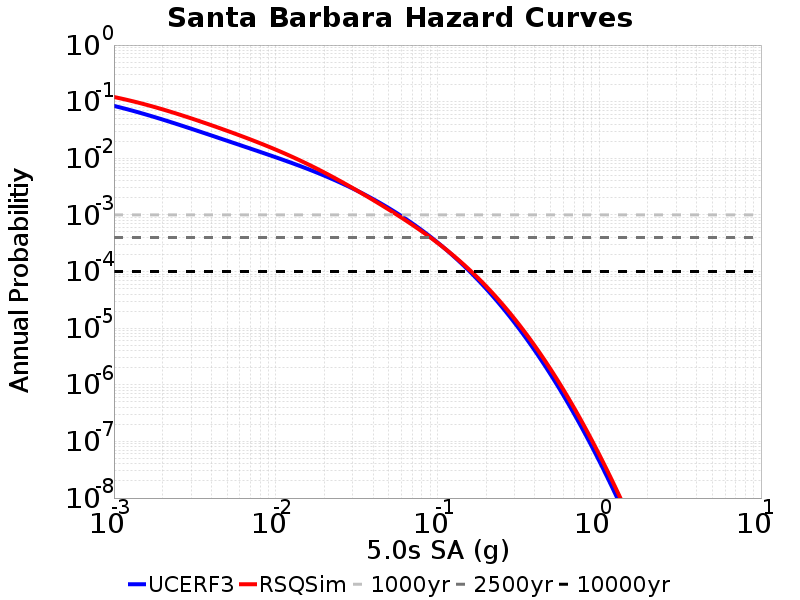 Santa Barbara Hazard Curves
10^0
10^-1
10^-2
10^-3
10^-4
10^-5
10^-6
10^-7
10^-8
Annual Probabilitiy
10^-3 10^-2 10^-1 10^0 10^1
5.0s SA (g)
UCERF3 RSQSim 1000yr 2500yr 10000yr